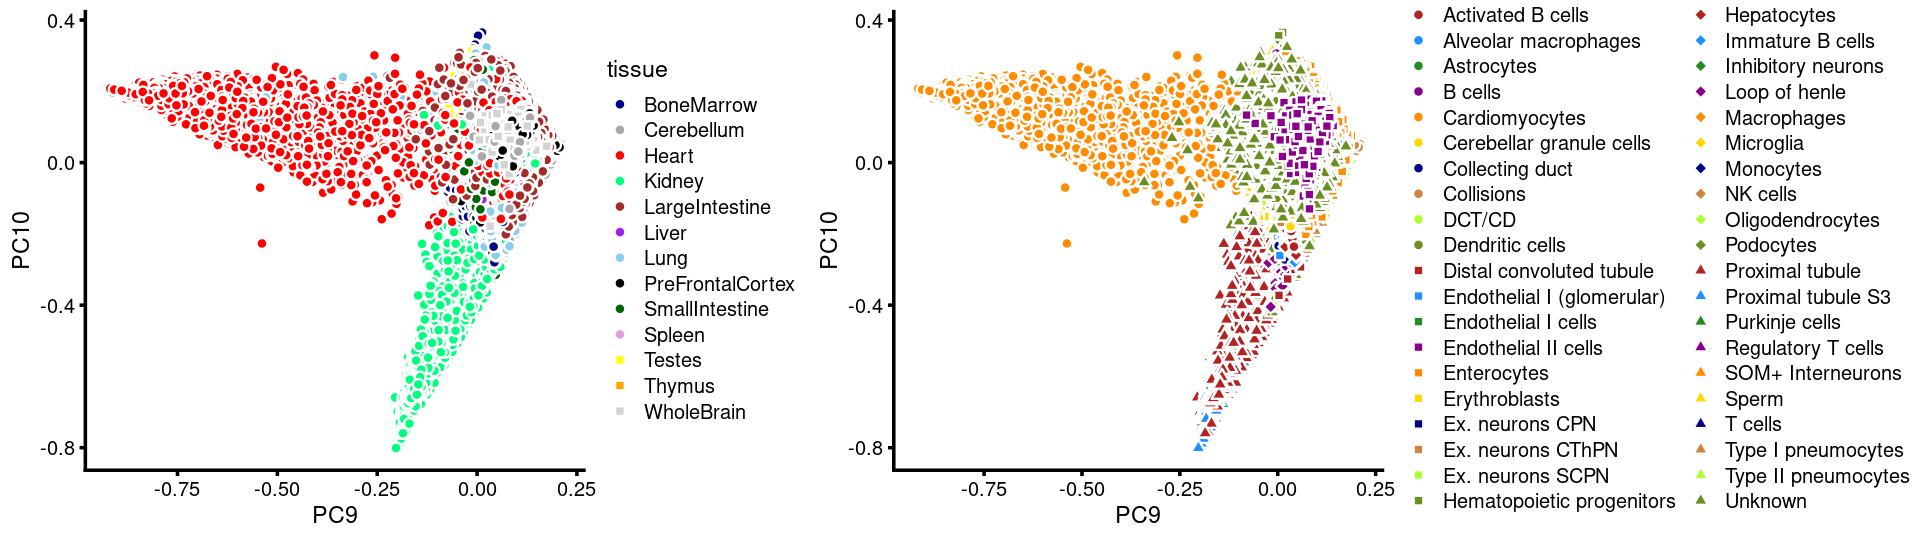 0.4
0.0
-0.4
-0.8
PC10
-0.75
-0.50
-0.25
0.00
0.25
PC9
tissue
BoneMarrow
Cerebellum
Heart
Kidney
LargeIntestine
Liver
Lung
PreFrontalCortex
SmallIntestine
Spleen
Testes
Thymus
WholeBrain
0.4
0.0
-0.4
-0.8
PC10
-0.75
-0.50
-0.25
0.00
0.25
PC9
Activated B cells
Alveolar macrophages
Astrocytes
B cells
Cardiomyocytes
Cerebellar granule cells
Collecting duct
Collisions
DCT/CD
Dendritic cells
Distal convoluted tubule
Endothelial I (glomerular)
Endothelial I cells
Endothelial II cells
Enterocytes
Erythroblasts
Ex. neurons CPN
Ex. neurons CThPN
Ex. neurons SCPN
Hematopoietic progenitors
Hepatocytes
Immature B cells
Inhibitory neurons
Loop of henle
Macrophages
Microglia
Monocytes
NK cells
Oligodendrocytes
Podocytes
Proximal tubule
Proximal tubule S3
Purkinje cells
Regulatory T cells
SOM+ Interneurons
Sperm
T cells
Type I pneumocytes
Type II pneumocytes
Unknown